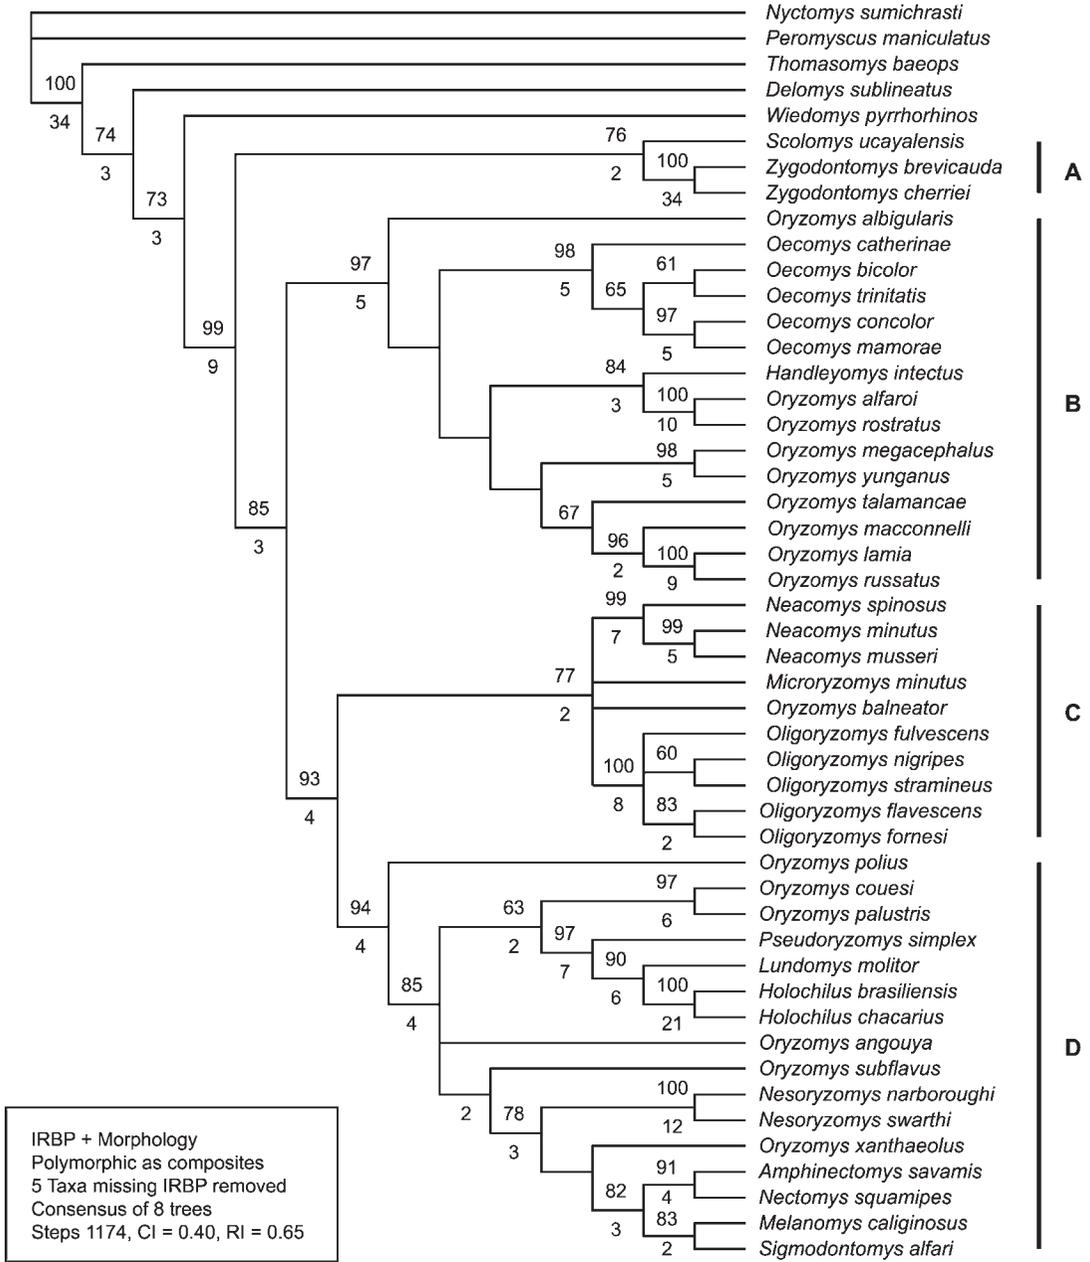 Nyctomys sumichrasti
Peromyscus maniculatus
Thomasomys baeops
100
Delomys sublineatus
34
Wiedomys pyrrhorhinos
74
76
Scolomys ucayalensis
3
2
100
Zygodontomys brevicauda
A
73
34
Zygodontomys cherriei
3
Oryzomys albigularis
98
Oecomys catherinae
97
61
Oecomys bicolor
5
5
65
Oecomys trinitatis
97
Oecomys concolor
99
5
Oecomys mamorae
9
84
Handleyomys intectus
3
100
Oryzomys alfaroi
B
10
Oryzomys rostratus
98
Oryzomys megacephalus
5
Oryzomys yunganus
85
67
Oryzomys talamancae
3
96
Oryzomys macconnelli
2
100
Oryzomys lamia
9
Oryzomys russatus
99
Neacomys spinosus
7
99
Neacomys minutus
5
Neacomys musseri
77
Microryzomys minutus
2
Oryzomys balneator
C
Oligoryzomys fulvescens
100
60
Oligoryzomys nigripes
93
Oligoryzomys stramineus
4
8
83
Oligoryzomys flavescens
2
Oligoryzomys fornesi
Oryzomys polius
97
Oryzomys couesi
94
63
6
Oryzomys palustris
4
2
97
Pseudoryzomys simplex
7
90
Lundomys molitor
85
6
100
Holochilus brasiliensis
4
21
Holochilus chacarius
Oryzomys angouya
D
Oryzomys subflavus
100
Nesoryzomys narboroughi
2
78
12
Nesoryzomys swarthi
3
Oryzomys xanthaeolus
91
Amphinectomys savamis
82
4
Nectomys squamipes
3
83
Melanomys caliginosus
2
Sigmodontomys alfari
IRBP + Morphology
Polymorphic as composites
5 Taxa missing IRBP removed
Consensus of 8 trees
Steps 1174, CI = 0.40, RI = 0.65